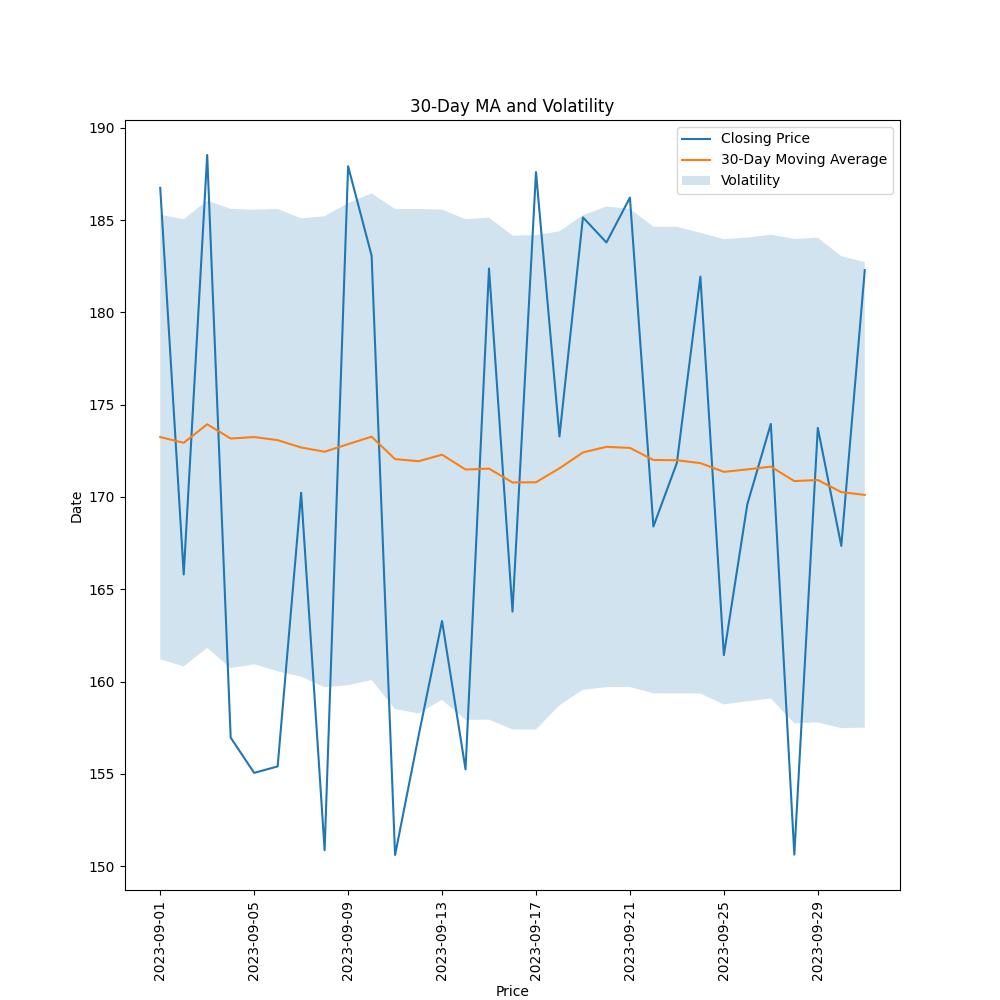 30-Day MA and Volatility
Closing Price
30-Day Moving Average
Volatility
190
185
180
175
170
165
160
155
150
Date
2023-09-01
2023-09-05
2023-09-09
2023-09-13
2023-09-17
2023-09-21
2023-09-25
2023-09-29
Price